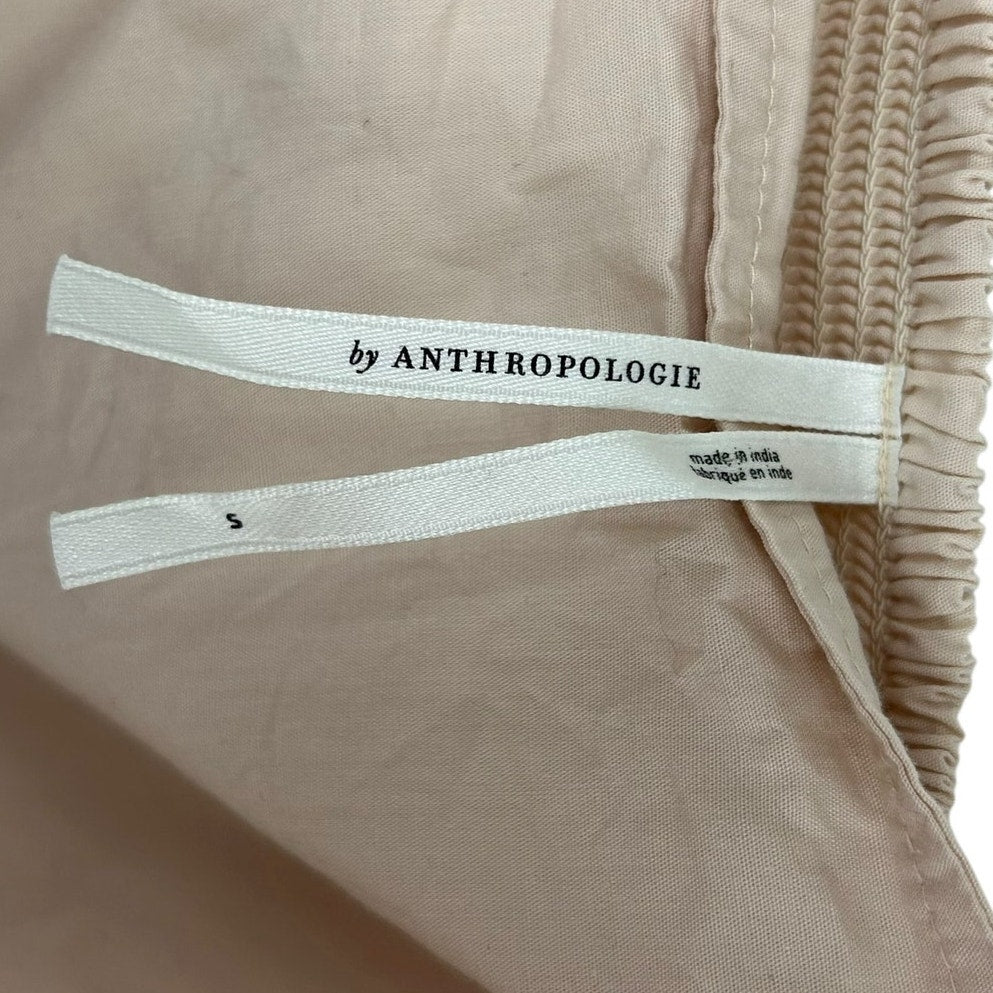 by ANTHROPOLOGIE
made in india
fabriqué en inde
S